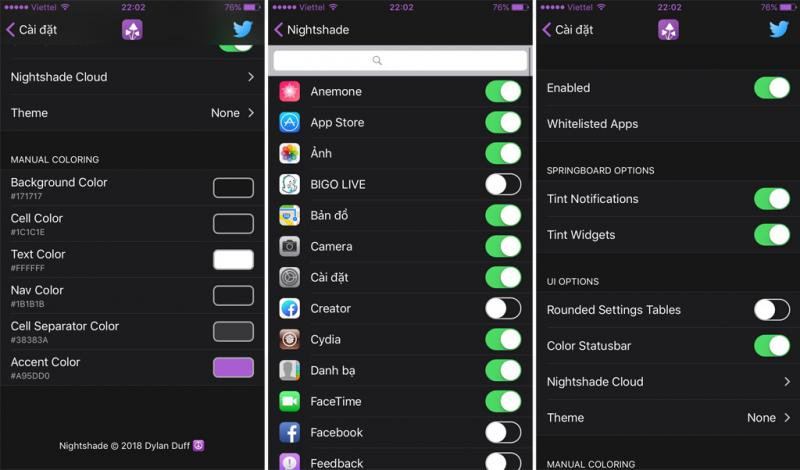 Viettel 22:02 76%
Cài đặt
Nightshade Cloud
Theme None
MANUAL COLORING
Background Color
#171717
Cell Color
#1C1C1E
Text Color
#FFFFFF
Nav Color
#1B1B1B
Cell Separator Color
#38383A
Accent Color
#A95DD0
Nightshade © 2018 Dylan Duff
Viettel 22:02 76%
Nightshade
Anemone
App Store
Ảnh
BIGO LIVE
Bản đồ
Camera
Cài đặt
Creator
Cydia
Danh bạ
FaceTime
Facebook
Feedback
Viettel 22:02 76%
Cài đặt
Enabled
Whitelisted Apps
SPRINGBOARD OPTIONS
Tint Notifications
Tint Widgets
UI OPTIONS
Rounded Settings Tables
Color Statusbar
Nightshade Cloud
Theme None
MANUAL COLORING